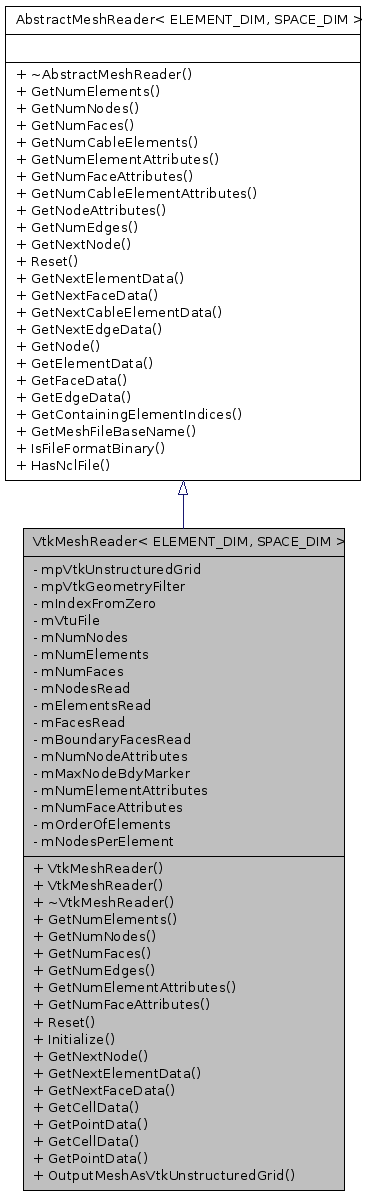 AbstractMeshReader< ELEMENT_DIM, SPACE_DIM >
+ ~AbstractMeshReader()
+ GetNumElements()
+ GetNumNodes()
+ GetNumFaces()
+ GetNumCableElements()
+ GetNumElementAttributes()
+ GetNumFaceAttributes()
+ GetNumCableElementAttributes()
+ GetNodeAttributes()
+ GetNumEdges()
+ GetNextNode()
+ Reset()
+ GetNextElementData()
+ GetNextFaceData()
+ GetNextCableElementData()
+ GetNextEdgeData()
+ GetNode()
+ GetElementData()
+ GetFaceData()
+ GetEdgeData()
+ GetContainingElementIndices()
+ GetMeshFileBaseName()
+ IsFileFormatBinary()
+ HasNclFile()
VtkMeshReader< ELEMENT_DIM, SPACE_DIM >
- mpVtkUnstructuredGrid
- mpVtkGeometryFilter
- mIndexFromZero
- mVtuFile
- mNumNodes
- mNumElements
- mNumFaces
- mNodesRead
- mElementsRead
- mFacesRead
- mBoundaryFacesRead
- mNumNodeAttributes
- mMaxNodeBdyMarker
- mNumElementAttributes
- mNumFaceAttributes
- mOrderOfElements
- mNodesPerElement
+ VtkMeshReader()
+ VtkMeshReader()
+ ~VtkMeshReader()
+ GetNumElements()
+ GetNumNodes()
+ GetNumFaces()
+ GetNumEdges()
+ GetNumElementAttributes()
+ GetNumFaceAttributes()
+ Reset()
+ Initialize()
+ GetNextNode()
+ GetNextElementData()
+ GetNextFaceData()
+ GetCellData()
+ GetPointData()
+ GetCellData()
+ GetPointData()
+ OutputMeshAsVtkUnstructuredGrid()